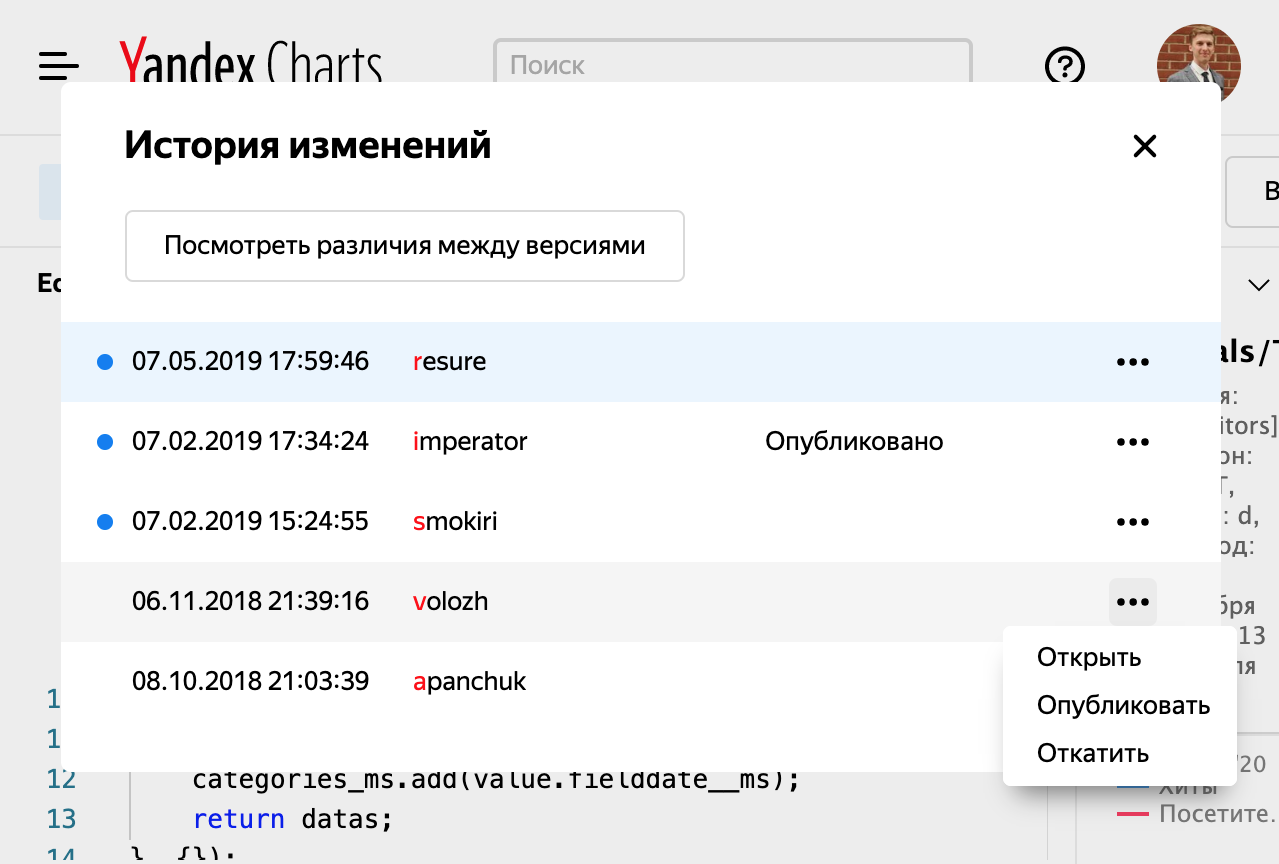 Yandex Charts
Поиск
История изменений
Посмотреть различия между версиями
07.05.2019 17:59:46 resure
07.02.2019 17:34:24 imperator Опубликовано
07.02.2019 15:24:55 smokiri
06.11.2018 21:39:16 volozh
08.10.2018 21:03:39 apanchuk
Открыть
Опубликовать
Откатить
12 categories_ms.add(value.fielddate__ms);
13 return datas;
14 }, {});
Хиты
Посетите.